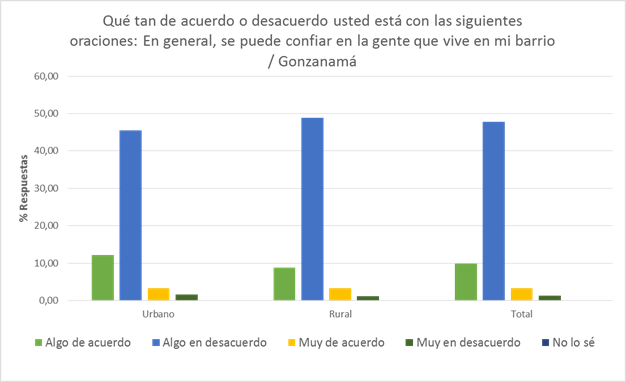 Qué tan de acuerdo o desacuerdo usted está con las siguientes
oraciones: En general, se puede confiar en la gente que vive en mi barrio
/ Gonzanamá
60,00
50,00
40,00
30,00
20,00
10,00
0,00
% Respuestas
Urbano Rural Total
Algo de acuerdo Algo en desacuerdo Muy de acuerdo Muy en desacuerdo No lo sé